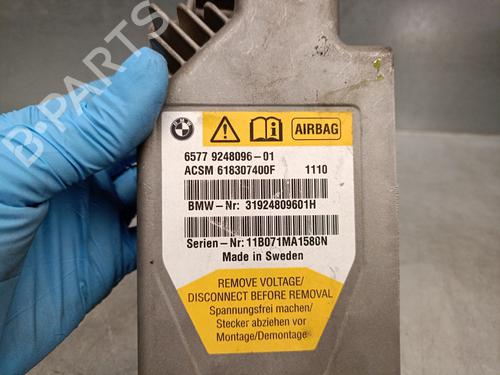 B-PARTS
BMW
AIRBAG
6577 9248096-01
ACSM 618307400F 1110
BMW-Nr: 31924809601H
Serien-Nr: 11B071MA1580N
Made in Sweden
REMOVE VOLTAGE/
DISCONNECT BEFORE REMOVAL
Spannungsfrei machen/
Stecker abziehen vor
Montage/Demontage